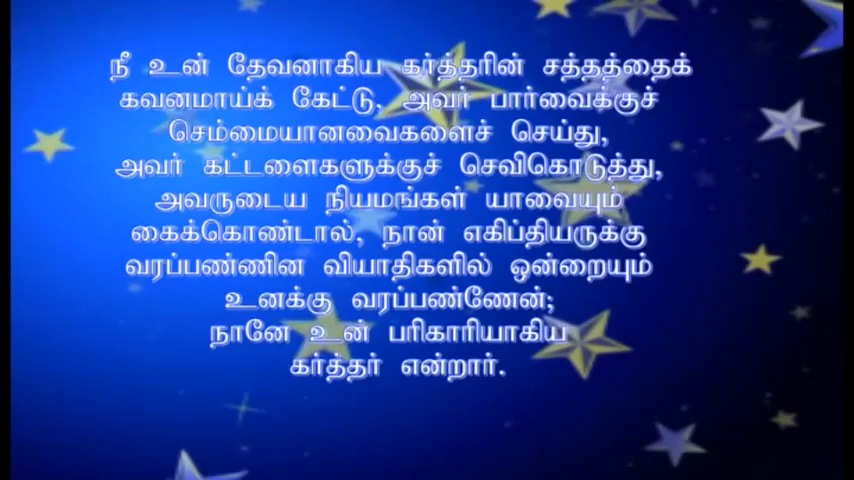 நீ உன் தேவனாகிய கர்த்தரின் சத்தத்தைக்
கவனமாய்க் கேட்டு, அவர் பார்வைக்குச்
செம்மையானவைகளைச் செய்து,
அவர் கட்டளைகளுக்குச் செவிகொடுத்து,
அவருடைய நியமங்கள் யாவையும்
கைக்கொண்டால், நான் எகிப்தியருக்கு
வரப்பண்ணின வியாதிகளில் ஒன்றையும்
உனக்கு வரப்பண்ணேன்;
நானே உன் பரிகாரியாகிய
கர்த்தர் என்றார்.